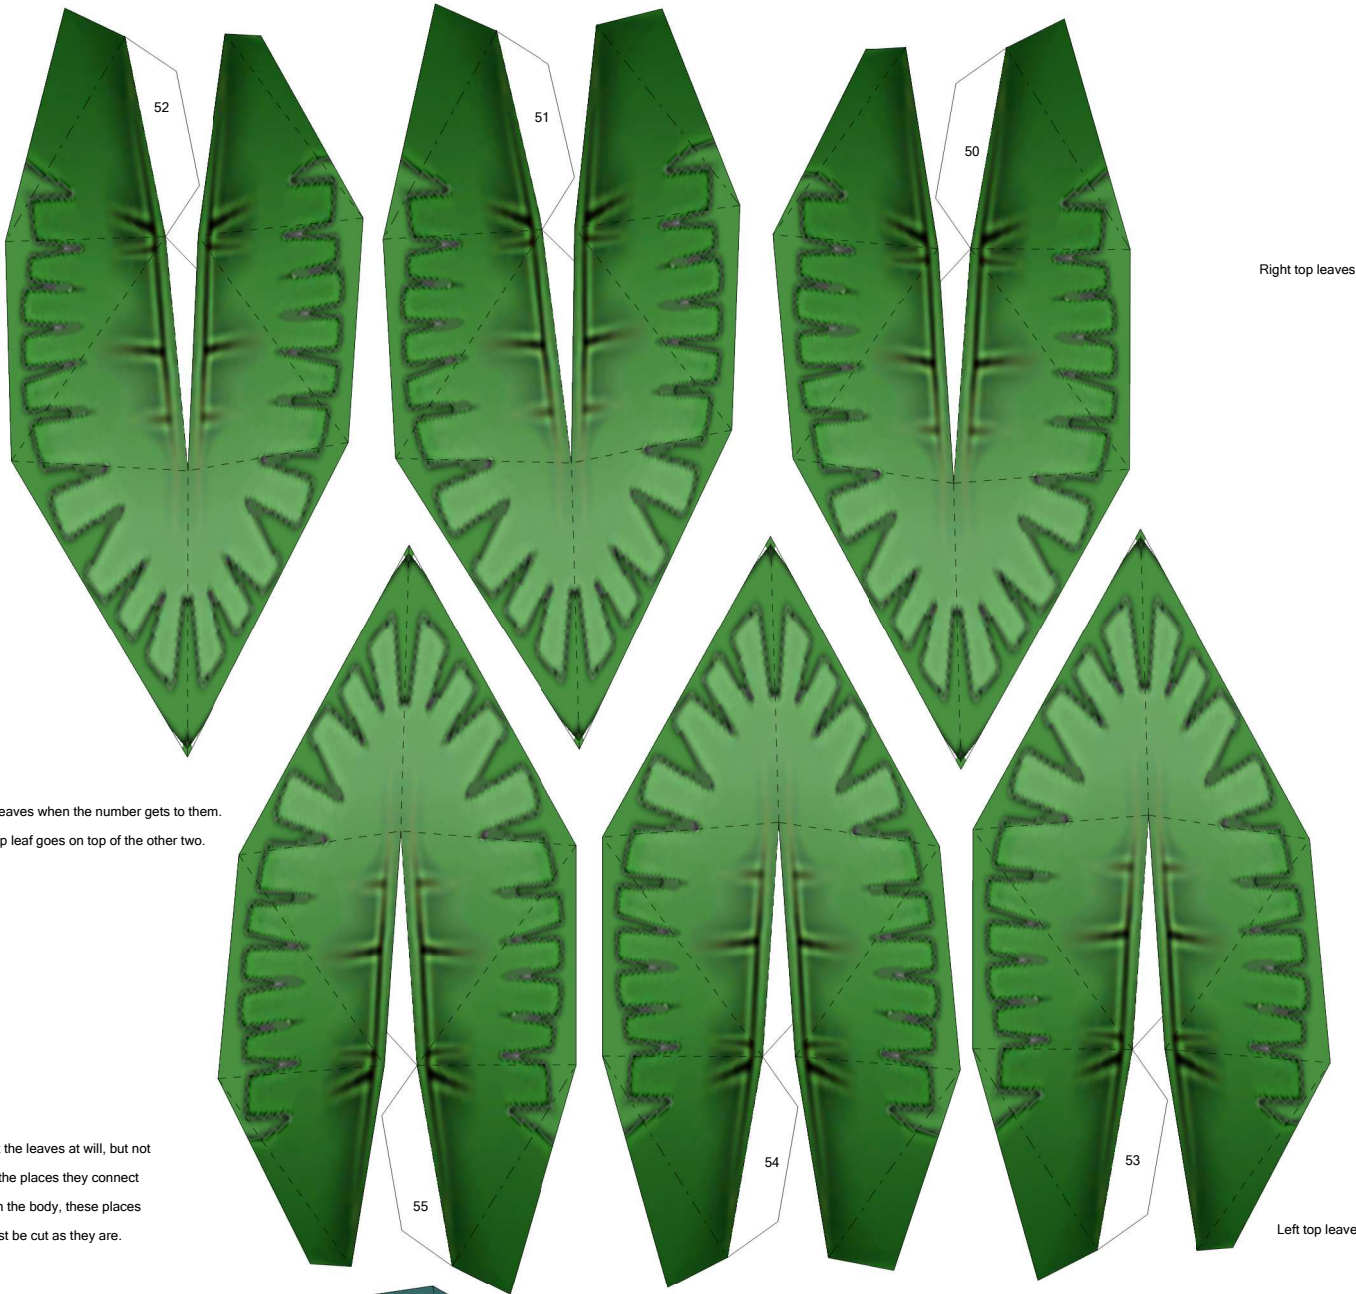 52
51
50
Right top leaves
eaves when the number gets to them.
p leaf goes on top of the other two.
t the leaves at will, but not
the places they connect
n the body, these places
st be cut as they are.
55
54
53
Left top leave